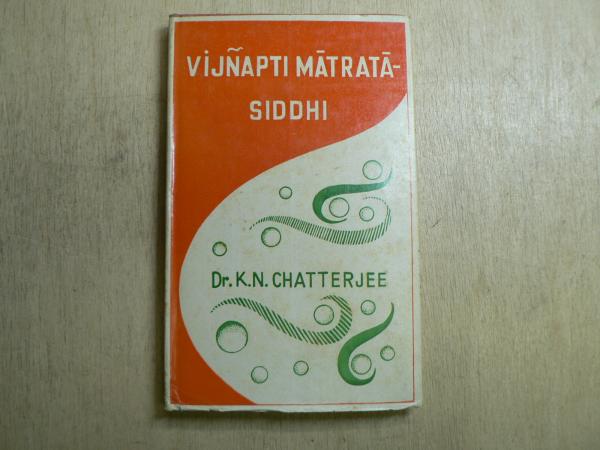 VIJÑAPTI MĀTRATĀ-
SIDDHI
Dr. K.N. CHATTERJEE